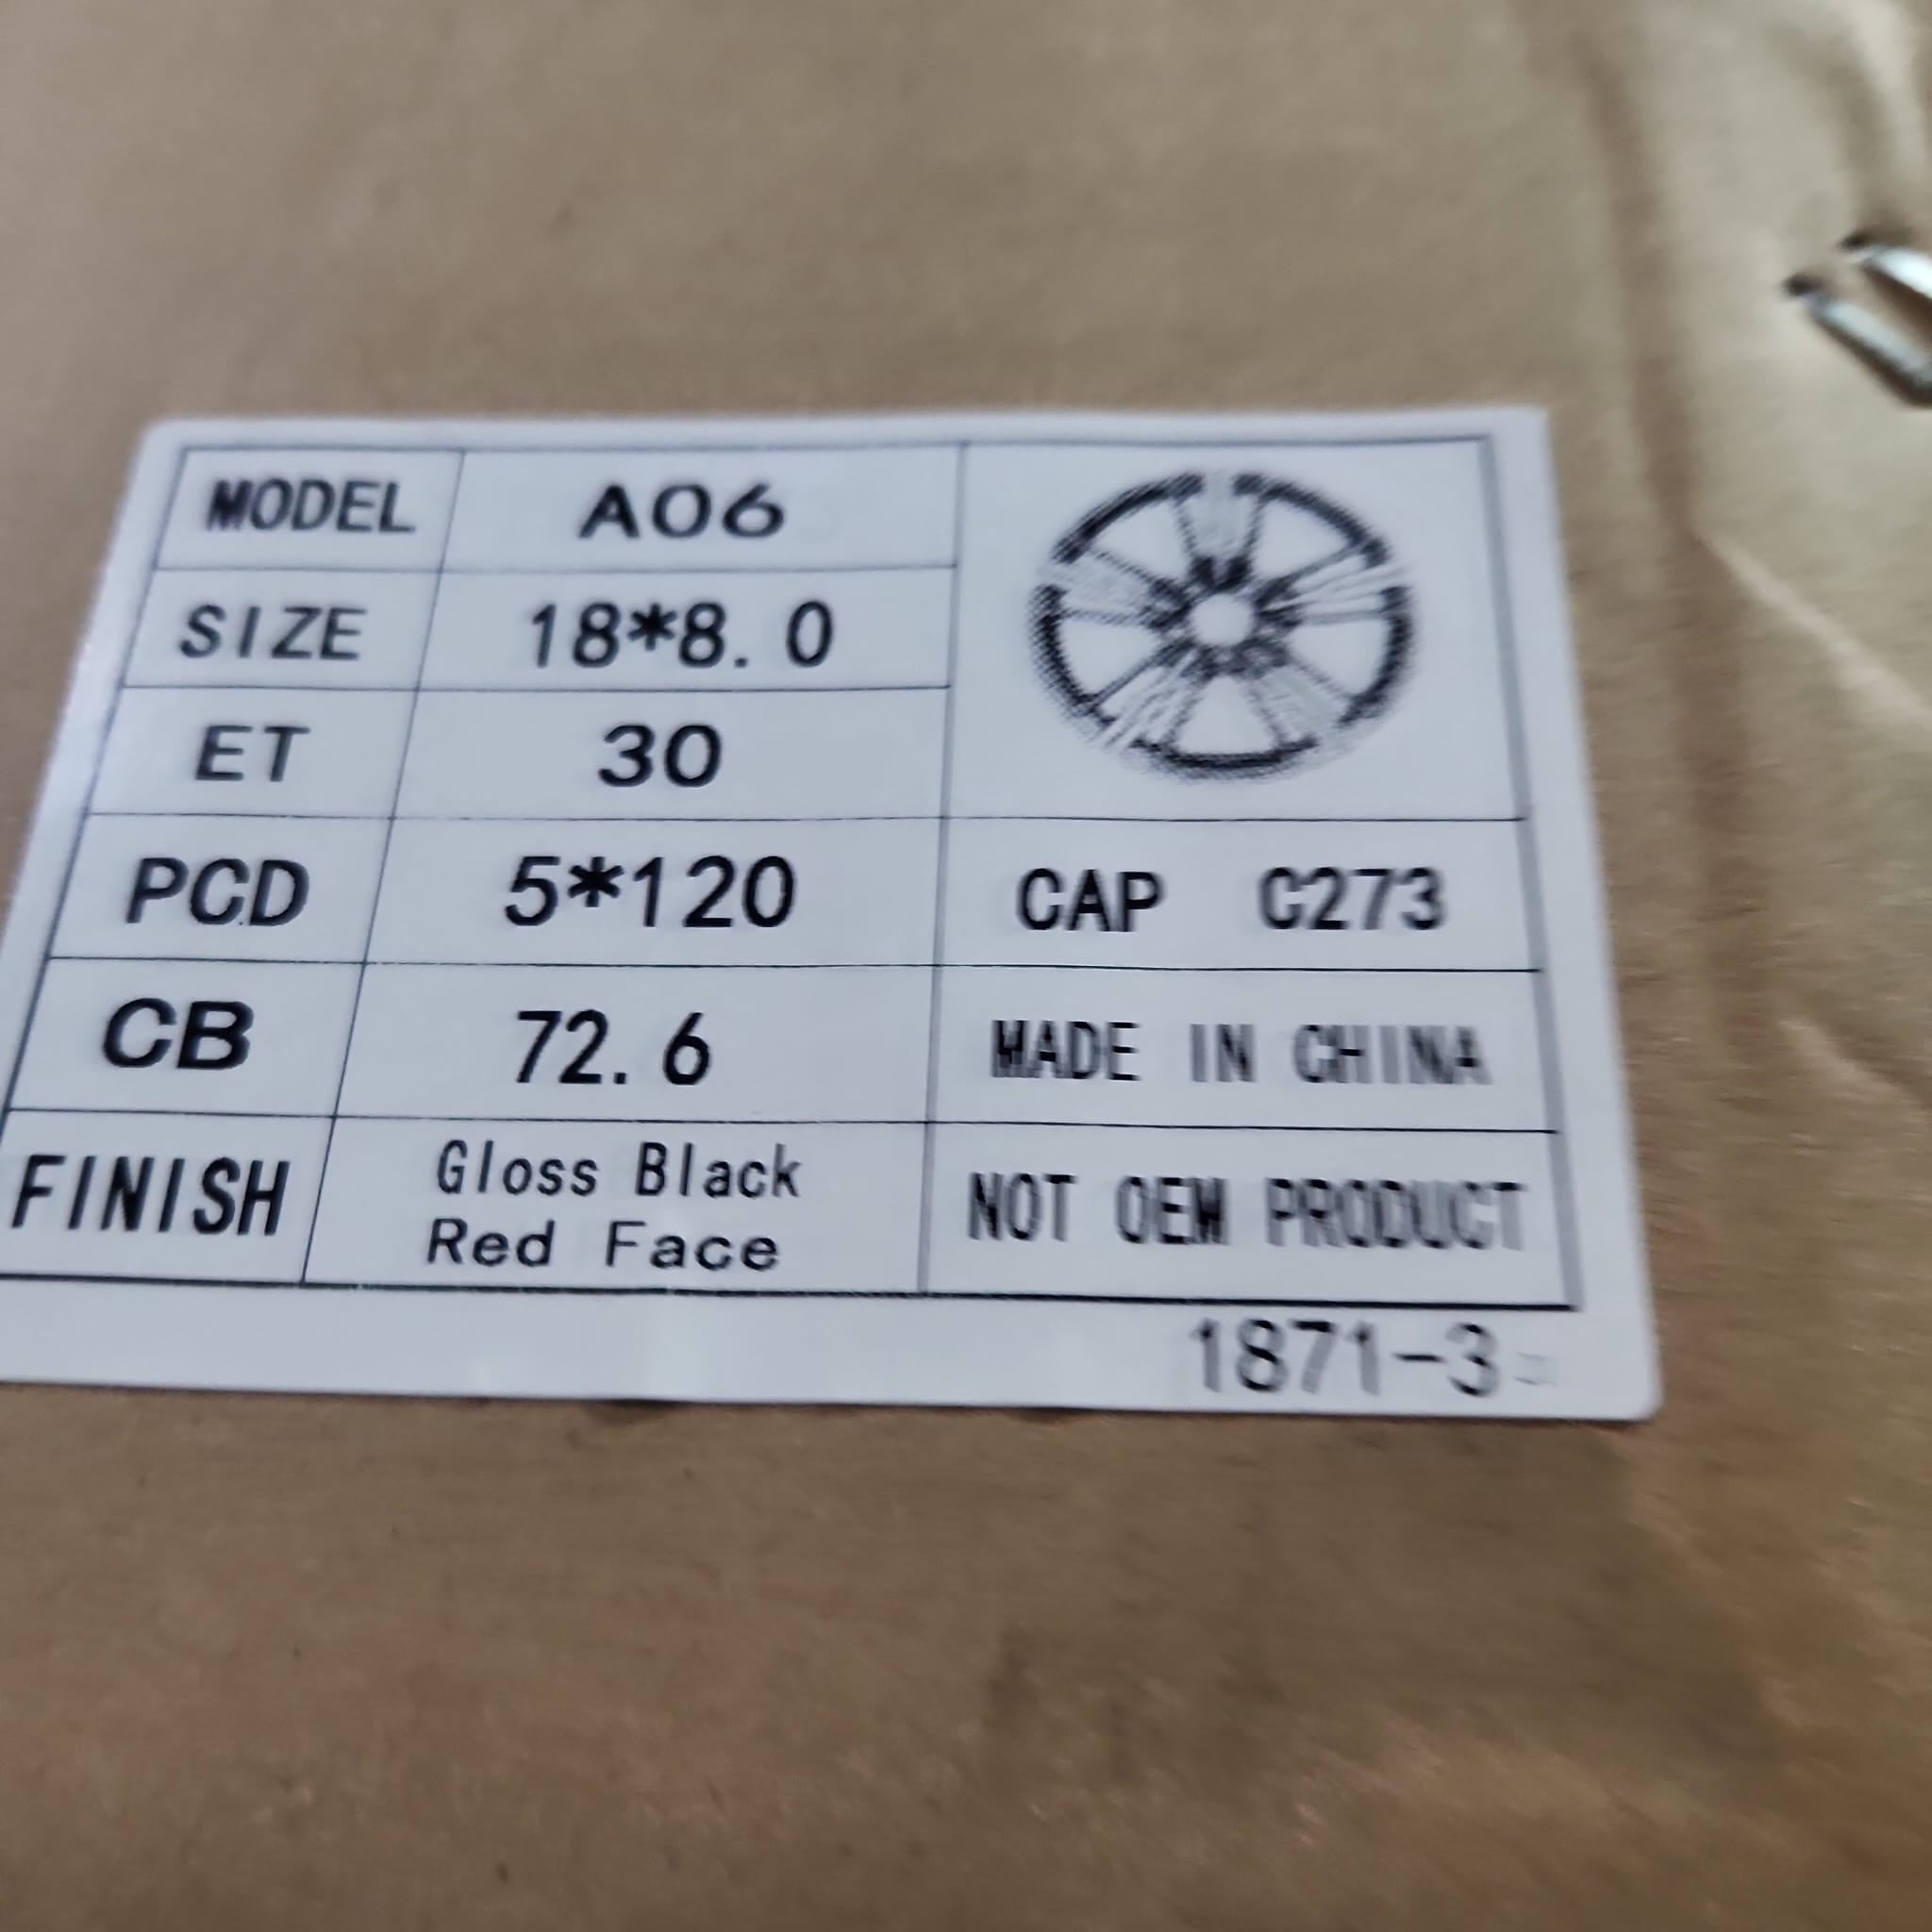 MODEL A06
SIZE 18*8.0
ET 30
PCD 5*120 CAP C273
CB 72.6 MADE IN CHINA
FINISH Gloss Black
Red Face NOT OEM PRODUCT
1871-3